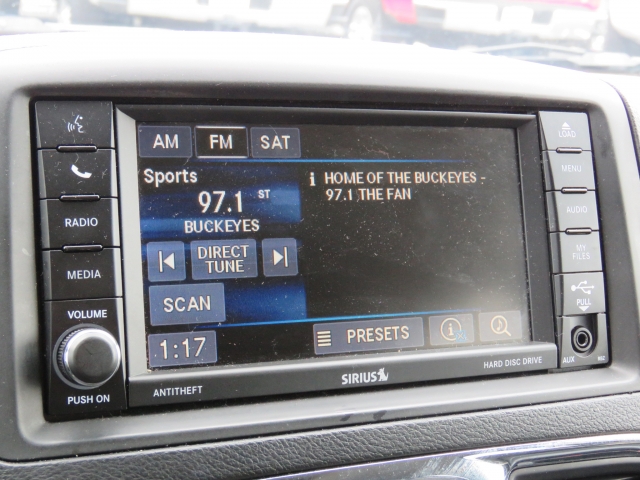 LOAD
AM FM SAT
MENU
Sports
i HOME OF THE BUCKEYES -
97.1 THE FAN
97.1 ST
BUCKEYES
RADIO
AUDIO
DIRECT
TUNE
MY
FILES
MEDIA
SCAN
PULL
VOLUME
1:17
PRESETS
i
AUX
PUSH ON
ANTITHEFT
SIRIUS
HARD DISC DRIVE